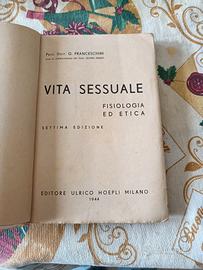 PROF. DOTT. G. FRANCESCHINI
VITA SESSUALE
FISIOLOGIA
ED ETICA
SETTIMA EDIZIONE
EDITORE ULRICO HOEPLI MILANO
1944